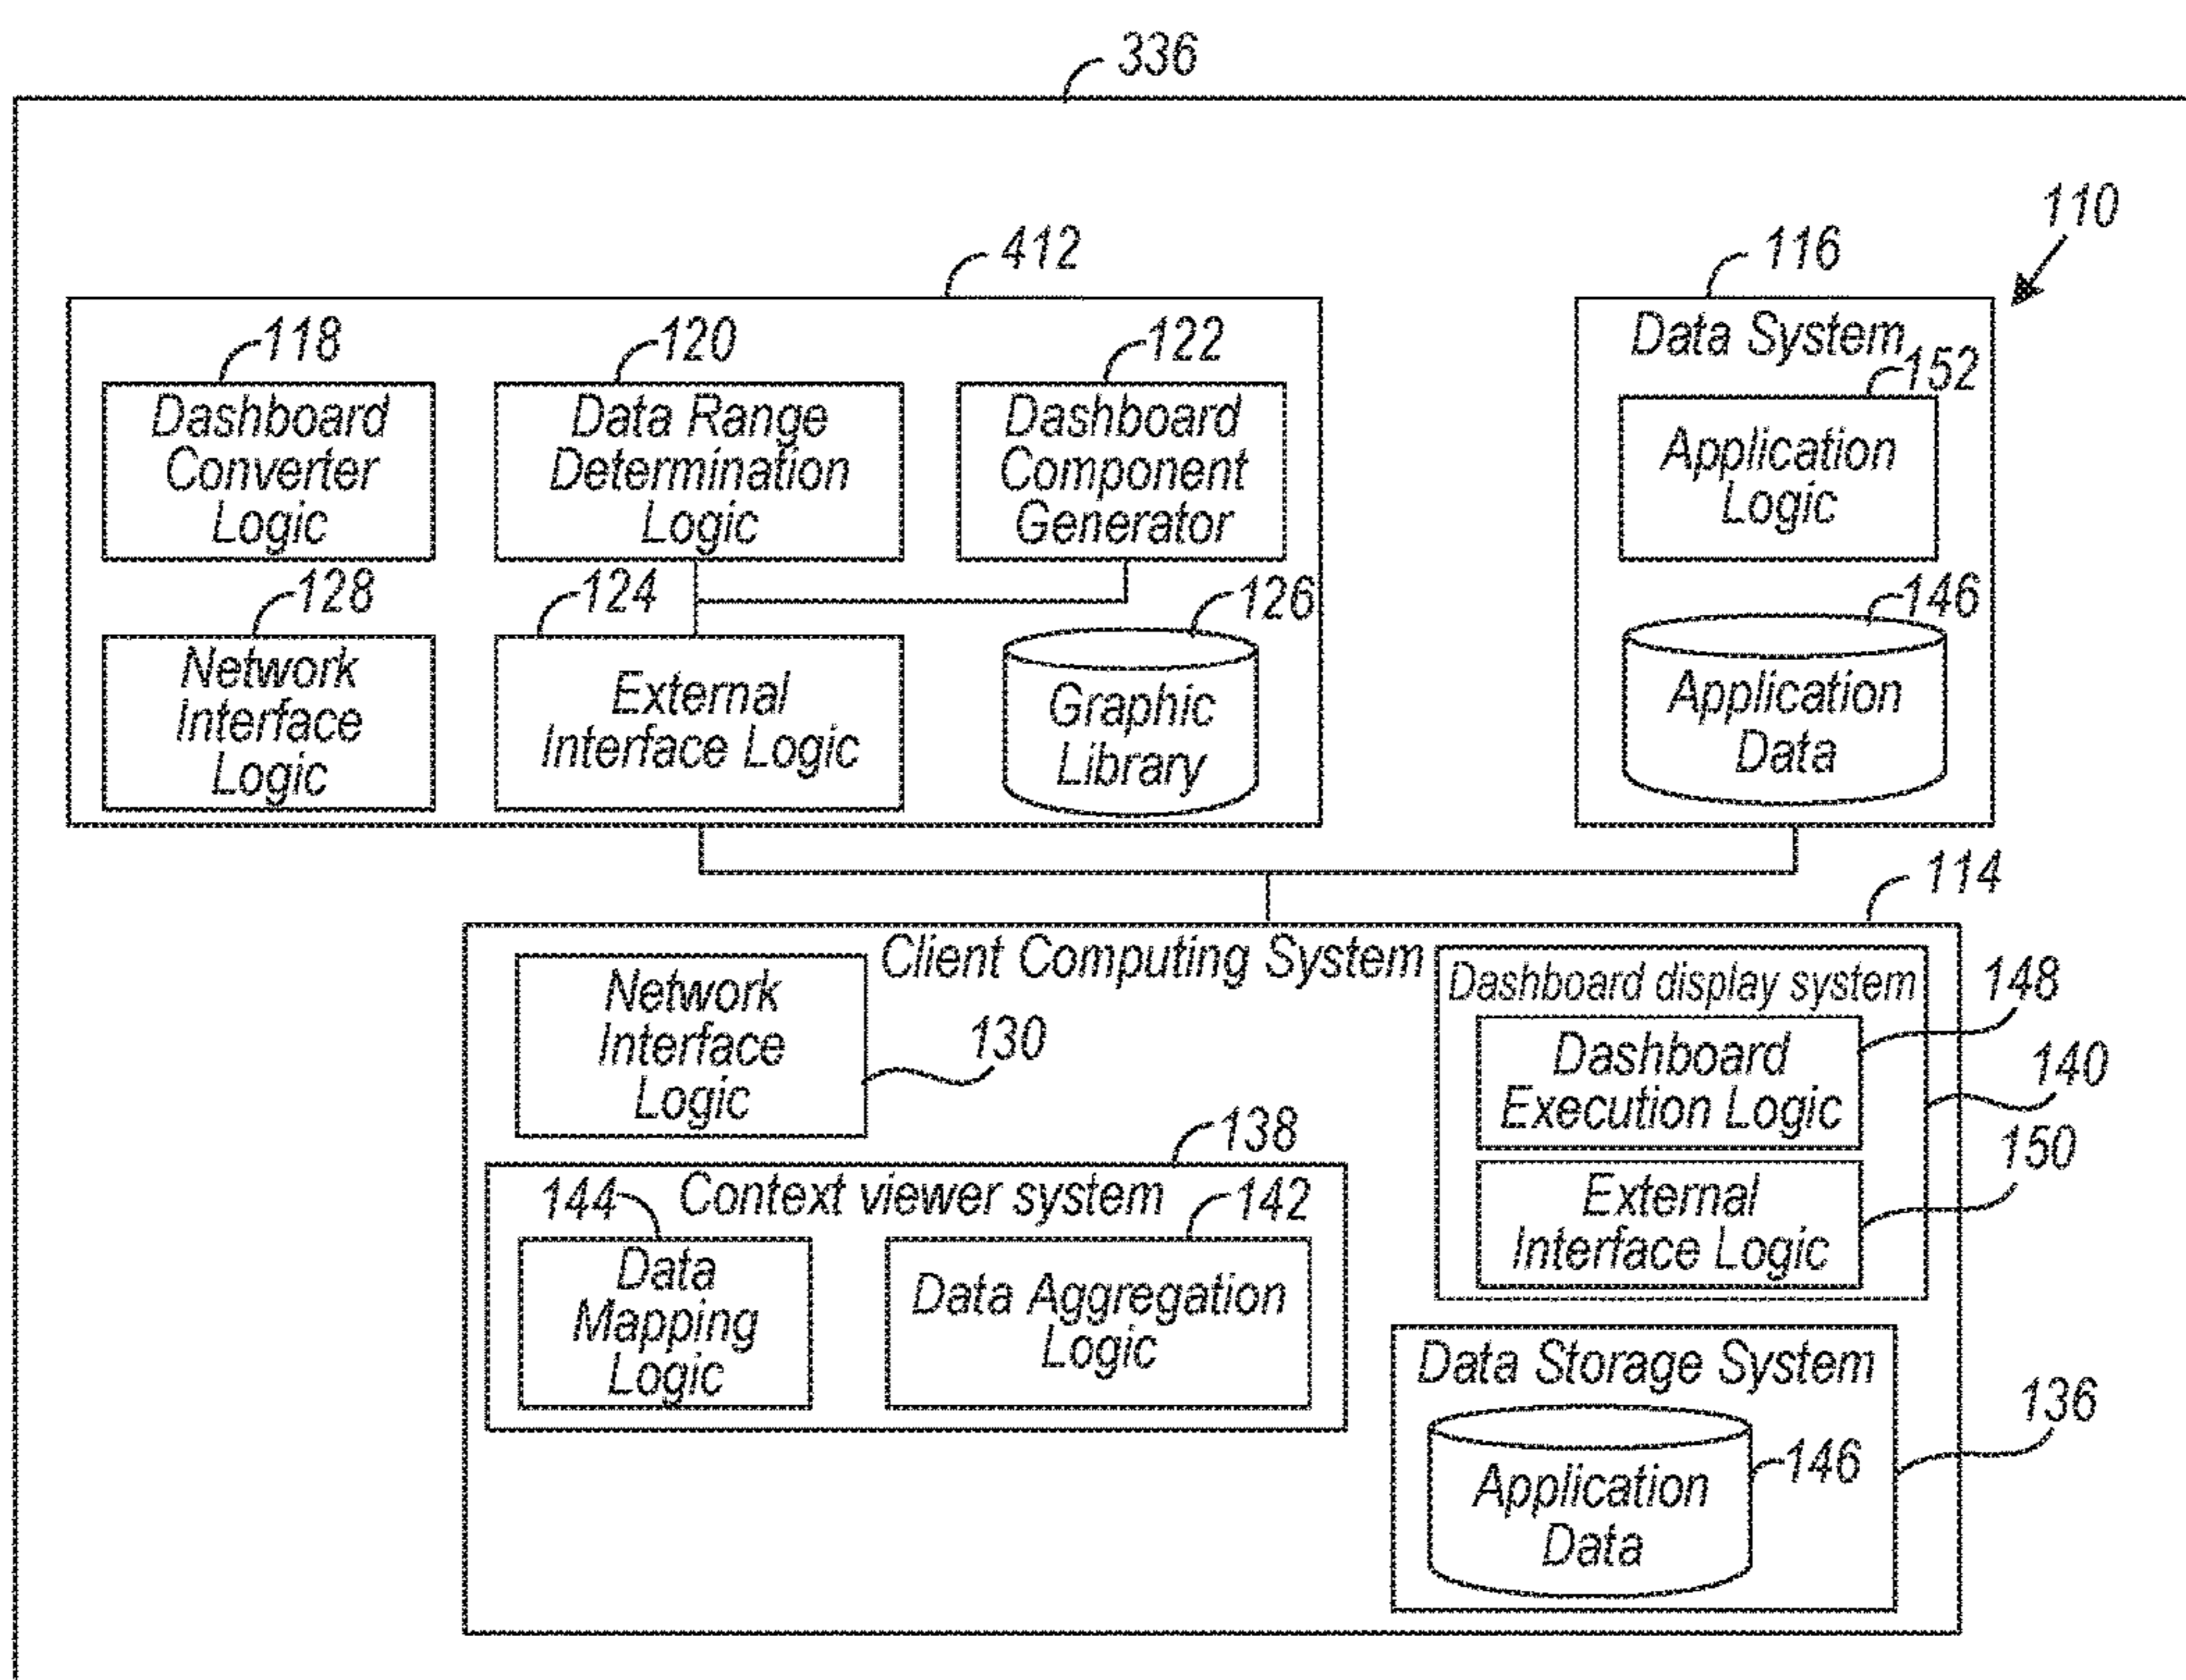 336
110
412
116
118
120
122
Data System
152
Dashboard
Converter
Logic
Data Range
Determination
Logic
Dashboard
Component
Generator
Application
Logic
128
124
126
146
Network
Interface
Logic
External
Interface Logic
Graphic
Library
Application
Data
114
Client Computing System
Network
Interface
Logic
130
Dashboard display system
148
Dashboard
Execution Logic
140
150
External
Interface Logic
138
144
Context viewer system
142
Data
Mapping
Logic
Data Aggregation
Logic
Data Storage System
136
146
Application
Data